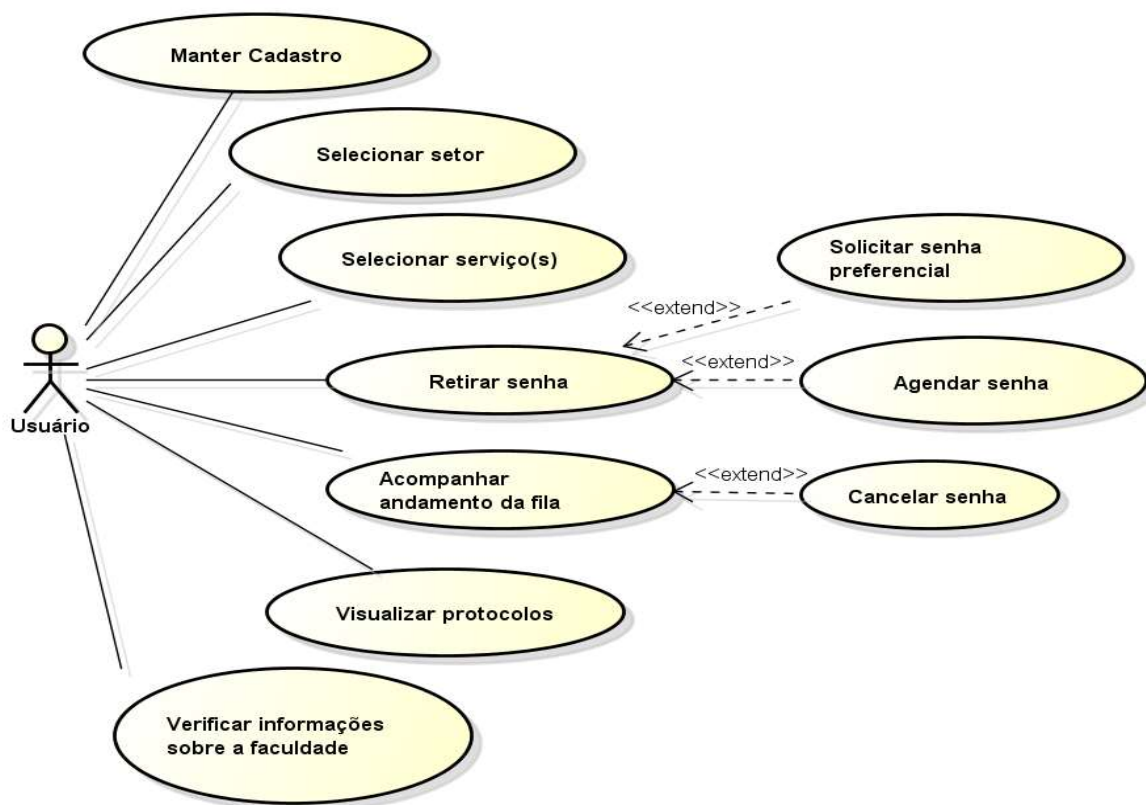 Manter Cadastro
Selecionar setor
Selecionar serviço(s)
Solicitar senha
preferencial
<<extend>>
Retirar senha
<<extend>>
Agendar senha
Usuário
Acompanhar
andamento da fila
<<extend>>
Cancelar senha
Visualizar protocolos
Verificar informações
sobre a faculdade